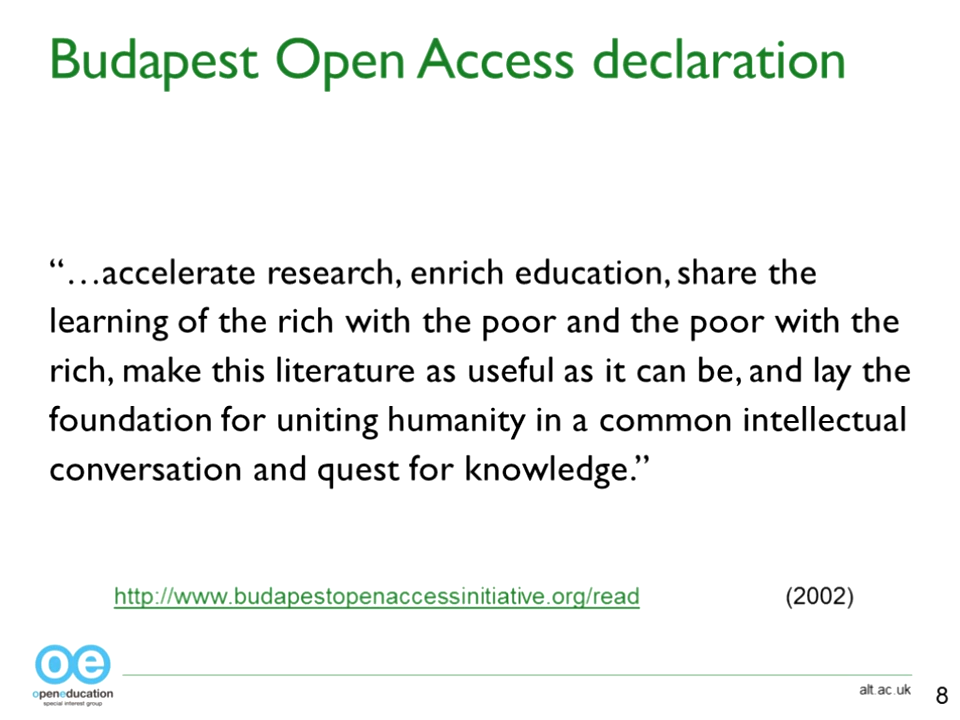 Budapest Open Access declaration
“…accelerate research, enrich education, share the
learning of the rich with the poor and the poor with the
rich, make this literature as useful as it can be, and lay the
foundation for uniting humanity in a common intellectual
conversation and quest for knowledge.”
http://www.budapestopenaccessinitiative.org/read (2002)
oe
openeducation
special interest group
alt.ac.uk
8